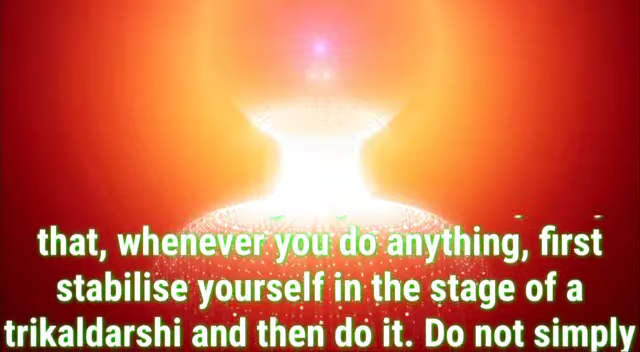 that, whenever you do anything, first
stabilise yourself in the stage of a
trikaldarshi and then do it. Do not simply